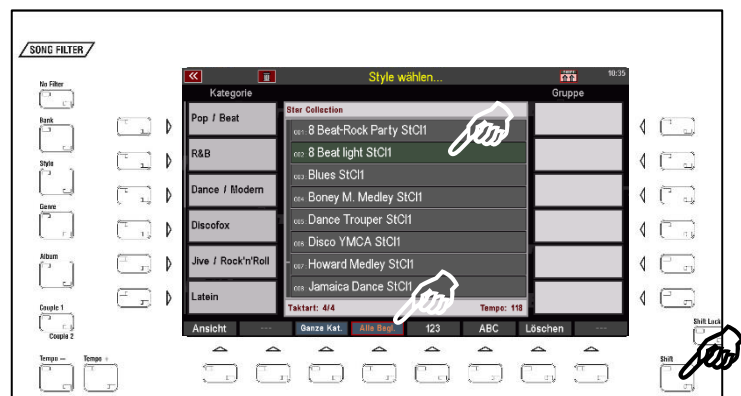 SONG FILTER
No Filter
Bank
Style
Genre
Album
Couple 1
Couple 2
Tempo –
Tempo +
Style wählen...
10:35
Kategorie
Gruppe
Pop / Beat
R&B
Dance / Modern
Discofox
Jive / Rock'n'Roll
Latein
Star Collection
001: 8 Beat-Rock Party StCl1
002: 8 Beat light StCl1
003: Blues StCl1
004: Boney M. Medley StCl1
005: Dance Trouper StCl1
006: Disco YMCA StCl1
007: Howard Medley StCl1
008: Jamaica Dance StCl1
Taktart: 4/4
Tempo: 118
Ansicht
---
Ganze Kat.
Alle Begl.
123
ABC
Löschen
---
Shift Lock
Shift